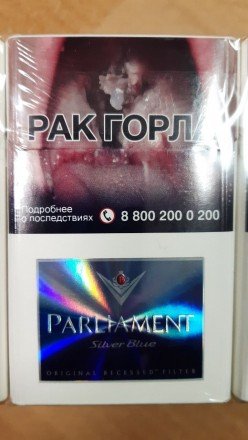 РАК ГОРЛА
Подробнее
о последствиях 8 800 200 0 200
PARLIAMENT
Silver Blue
ORIGINAL RECESSED FILTER